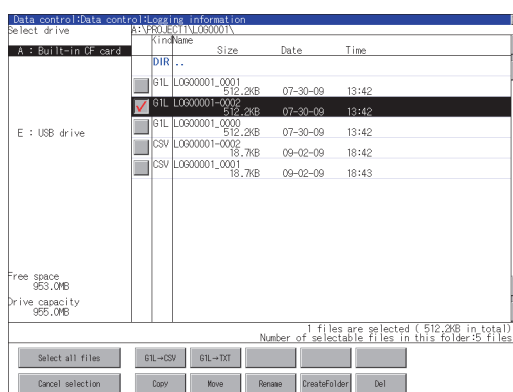 Data control:Data control:Logging information
Select drive A:\PROJECT1\LOG0001\
Kind Name
Size Date Time
A : Built-in CF card
DIR ..
G1L LOG00001_0001
512.2KB 07-30-09 13:42
G1L LOG00001-0002
512.2KB 07-30-09 13:42
G1L LOG00001_0000
512.2KB 07-30-09 13:42
E : USB drive
CSV LOG00001-0002
18.7KB 09-02-09 18:42
CSV LOG00001_0001
18.7KB 09-02-09 18:43
Free space
953.0MB
Drive capacity
955.0MB
1 files are selected ( 512.2KB in total)
Number of selectable files in this folder:5 files
Select all files G1L→CSV G1L→TXT
Cancel selection Copy Move Rename CreateFolder Del